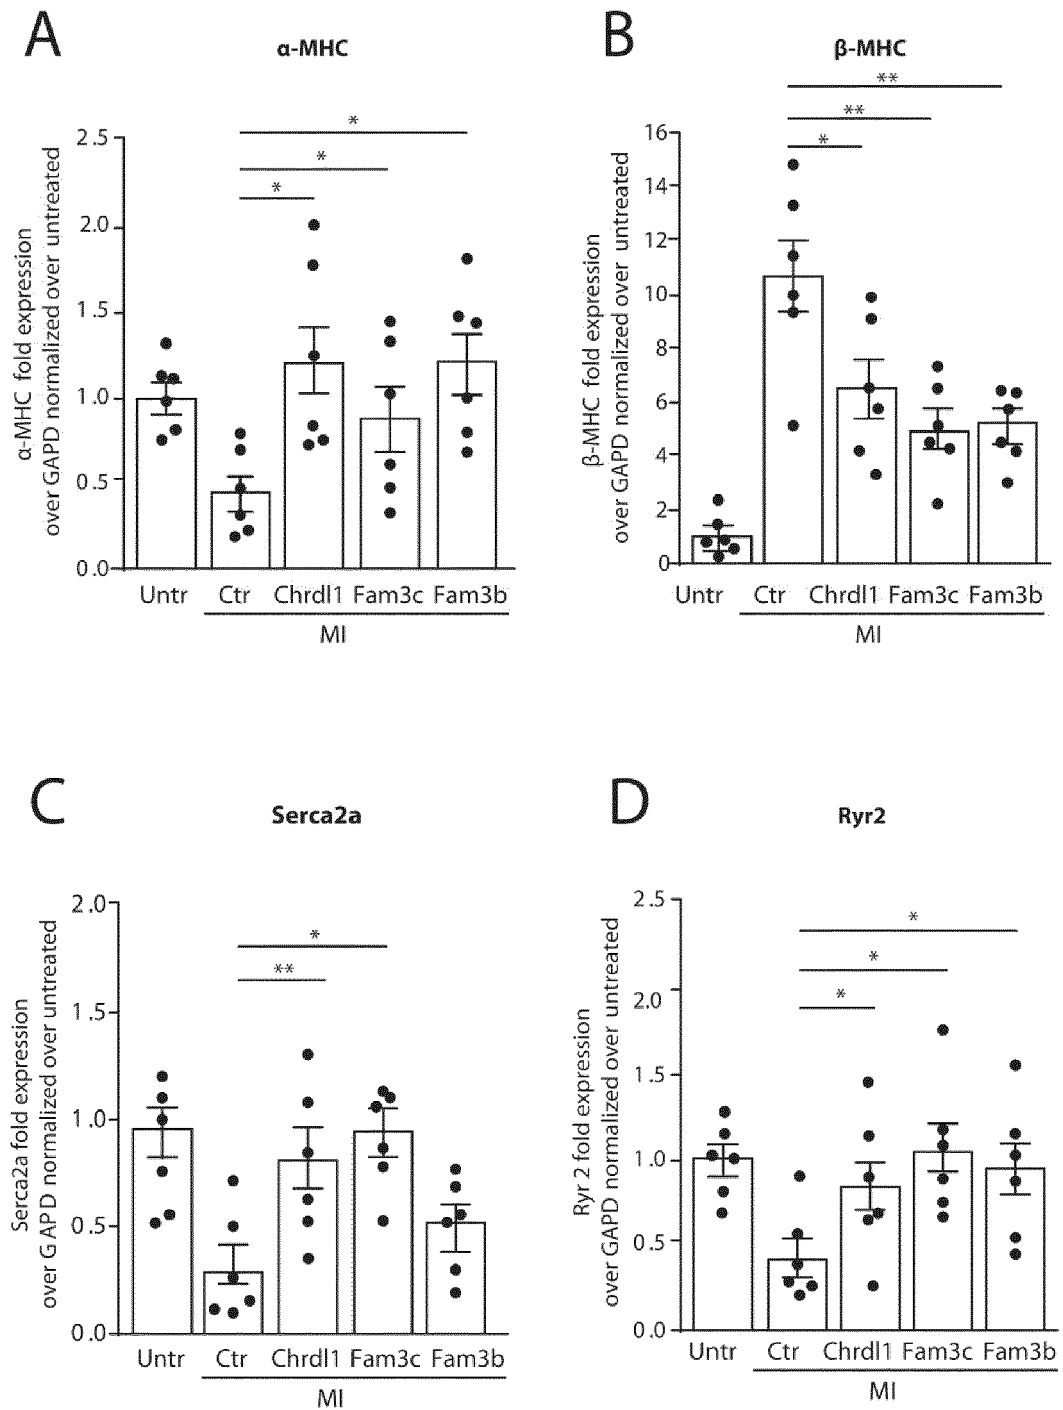 A
α-MHC
α-MHC fold expression
over GAPD normalized over untreated
2.5
2.0
1.5
1.0
0.5
0.0
*
*
*
Untr Ctr Chrdl1 Fam3c Fam3b
MI
B
β-MHC
β-MHC fold expression
over GAPD normalized over untreated
16
14
12
10
8
6
4
2
0
**
**
*
Untr Ctr Chrdl1 Fam3c Fam3b
MI
C
Serca2a
Serca2a fold expression
over G APD normalized over untreated
2.0
1.5
1.0
0.5
0.0
*
**
Untr Ctr Chrdl1 Fam3c Fam3b
MI
D
Ryr2
Ryr 2 fold expression
over GAPD normalized over untreated
2.5
2.0
1.5
1.0
0.5
0.0
*
*
*
Untr Ctr Chrdl1 Fam3c Fam3b
MI